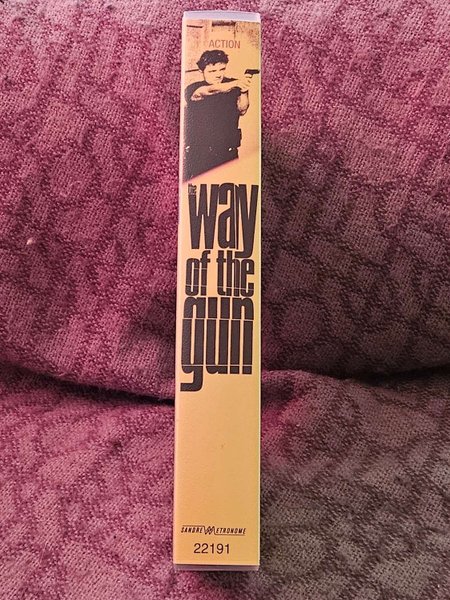 ACTION
the
way
of the
gun
SANDREW METRONOME
22191